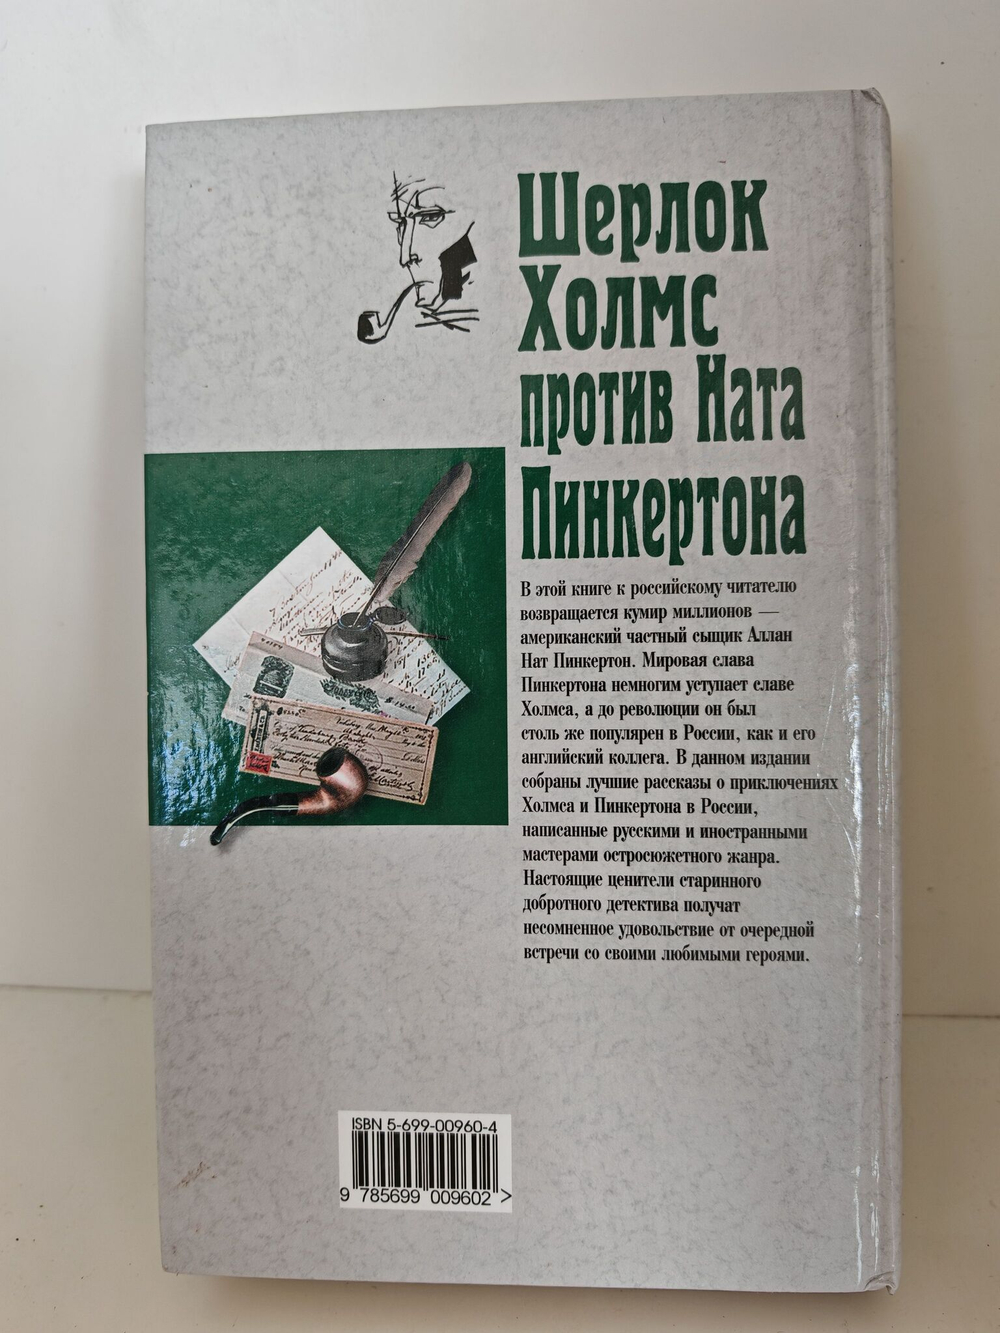 Шерлок
Холмс
против Ната
Пинкертона
В этой книге к российскому читателю
возвращается кумир миллионов —
американский частный сыщик Аллан
Нат Пинкертон. Мировая слава
Пинкертона немногим уступает славе
Холмса, а до революции он был
столь же популярен в России, как и его
английский коллега. В данном издании
собраны лучшие рассказы о приключениях
Холмса и Пинкертона в России,
написанные русскими и иностранными
мастерами остросюжетного жанра.
Настоящие ценители старинного
добротного детектива получат
несомненное удовольствие от очередной
встречи со своими любимыми героями.
ISBN 5-699-00960-4
9 785699 009602 >